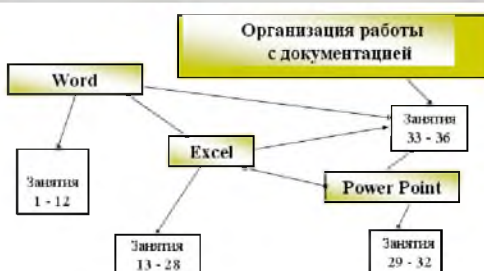 Организация работы
с документацией
Word
Занятия
33 - 36
Excel
Занятия
1 - 12
Power Point
Занятия
13 - 28
Занятия
29 - 32